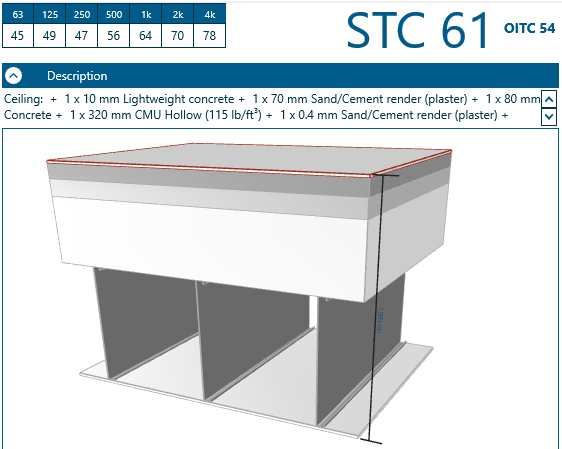 63 125 250 500 1k 2k 4k
45 49 47 56 64 70 78
STC 61 OITC 54
Description
Ceiling: + 1 x 10 mm Lightweight concrete + 1 x 70 mm Sand/Cement render (plaster) + 1 x 80 mm
Concrete + 1 x 320 mm CMU Hollow (115 lb/ft³) + 1 x 0.4 mm Sand/Cement render (plaster) +